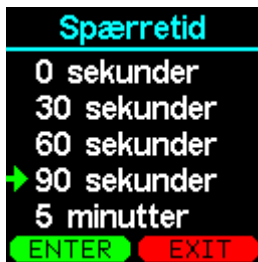 Spærretid
0 sekunder
30 sekunder
60 sekunder
90 sekunder
5 minutter
ENTER EXIT